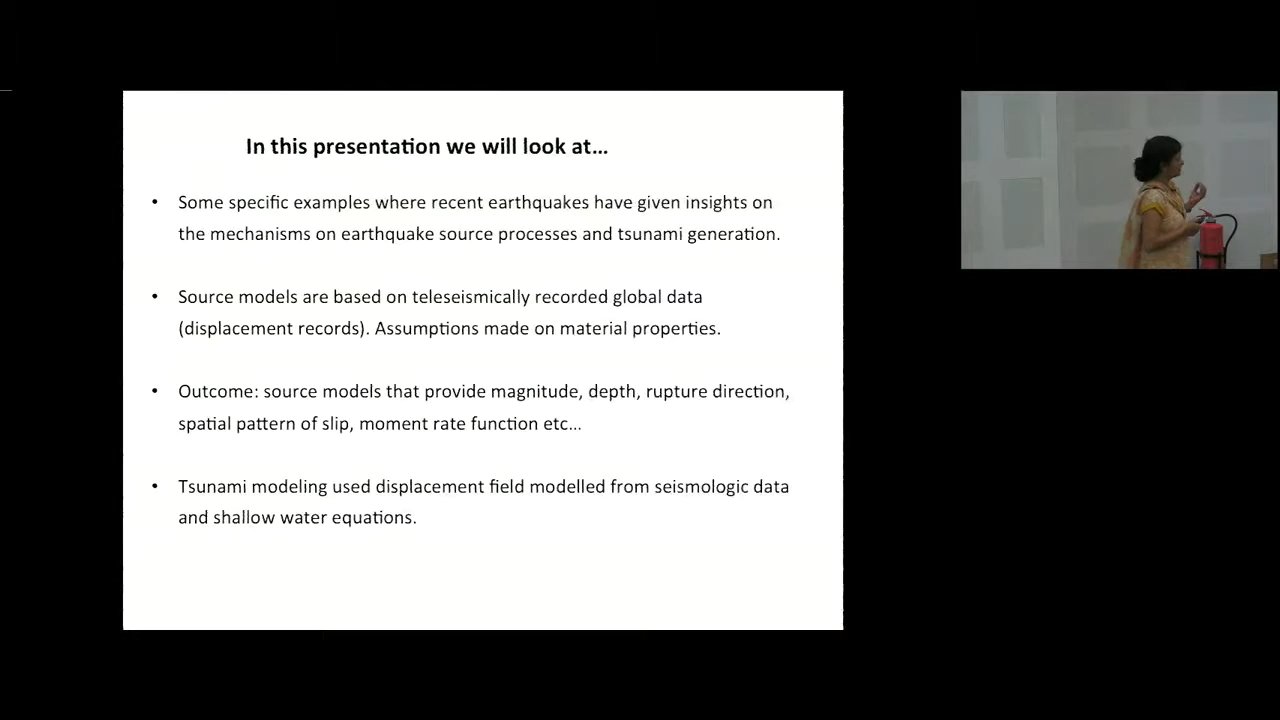 In this presentation we will look at…
• Some specific examples where recent earthquakes have given insights on
the mechanisms on earthquake source processes and tsunami generation.
• Source models are based on teleseismically recorded global data
(displacement records). Assumptions made on material properties.
• Outcome: source models that provide magnitude, depth, rupture direction,
spatial pattern of slip, moment rate function etc…
• Tsunami modeling used displacement field modelled from seismologic data
and shallow water equations.